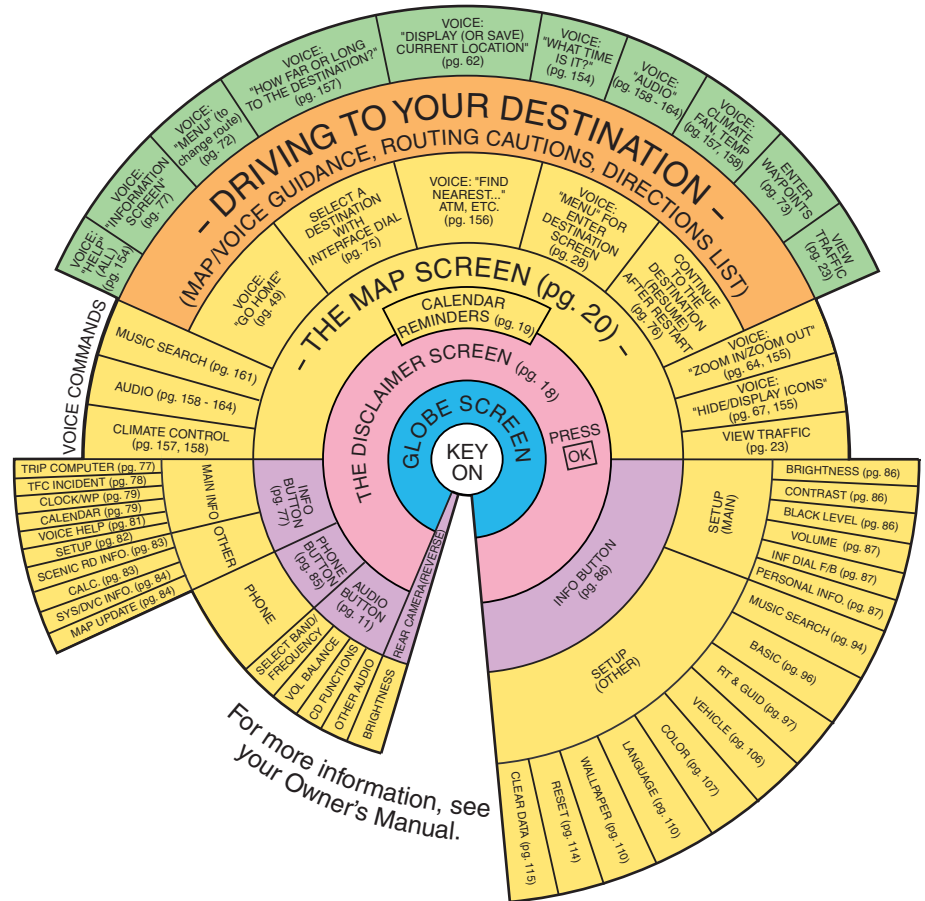 VOICE:
"HELP"
(ALL)
(pg. 154)
VOICE:
"INFORMATION
SCREEN"
(pg. 77)
VOICE:
"MENU" (to
change route)
(pg. 72)
VOICE:
"HOW FAR OR LONG
TO THE DESTINATION?"
(pg. 157)
VOICE:
"DISPLAY (OR SAVE)
CURRENT LOCATION"
(pg. 62)
VOICE:
"WHAT TIME
IS IT?"
(pg. 154)
VOICE:
"AUDIO"
(pg. 158 - 164)
VOICE:
CLIMATE
FAN, TEMP
(pg. 157, 158)
ENTER
WAYPOINTS
(pg. 73)
VIEW
TRAFFIC
(pg. 23)
- DRIVING TO YOUR DESTINATION -
(MAP/VOICE GUIDANCE, ROUTING CAUTIONS, DIRECTIONS LIST)
VOICE:
"GO HOME"
(pg. 49)
SELECT A
DESTINATION
WITH
INTERFACE DIAL
(pg. 75)
VOICE: "FIND
NEAREST..."
ATM, ETC.
(pg. 156)
VOICE:
"MENU" FOR
ENTER
DESTINATION
SCREEN
(pg. 28)
CONTINUE
TO THE
DESTINATION
(RESUME)
AFTER RESTART
(pg. 76)
VOICE COMMANDS
MUSIC SEARCH (pg. 161)
AUDIO (pg. 158 - 164)
CLIMATE CONTROL
(pg. 157, 158)
- THE MAP SCREEN (pg. 20) -
VOICE:
"ZOOM IN/ZOOM OUT"
(pg. 64, 155)
VOICE:
"HIDE/DISPLAY ICONS"
(pg. 67, 155)
VIEW TRAFFIC
(pg. 23)
CALENDAR
REMINDERS (pg. 19)
THE DISCLAIMER SCREEN (pg. 18)
PRESS
OK
GLOBE SCREEN
KEY
ON
TRIP COMPUTER (pg. 77)
TFC INCIDENT (pg. 78)
CLOCK/WP (pg. 79)
CALENDAR (pg. 79)
VOICE HELP (pg. 81)
SETUP (pg. 82)
SCENIC RD INFO. (pg. 83)
CALC. (pg. 83)
SYS/DVC INFO. (pg. 84)
MAP UPDATE (pg. 84)
MAIN INFO
OTHER
INFO
BUTTON
(pg. 77)
PHONE
BUTTON
(pg. 85)
PHONE
AUDIO
BUTTON
(pg. 11)
SELECT BAND/
FREQUENCY
VOL BALANCE
CD FUNCTIONS
OTHER AUDIO
REAR CAMERA(REVERSE)
BRIGHTNESS
INFO BUTTON
(pg. 86)
SETUP
(MAIN)
BRIGHTNESS (pg. 86)
CONTRAST (pg. 86)
BLACK LEVEL (pg. 86)
VOLUME (pg. 87)
INF DIAL F/B (pg. 87)
SETUP
(OTHER)
PERSONAL INFO. (pg. 87)
MUSIC SEARCH (pg. 94)
BASIC (pg. 96)
RT & GUID (pg. 97)
VEHICLE (pg. 106)
COLOR (pg. 107)
LANGUAGE (pg. 110)
WALLPAPER (pg. 110)
RESET (pg. 114)
CLEAR DATA (pg. 115)
For more information, see
your Owner's Manual.